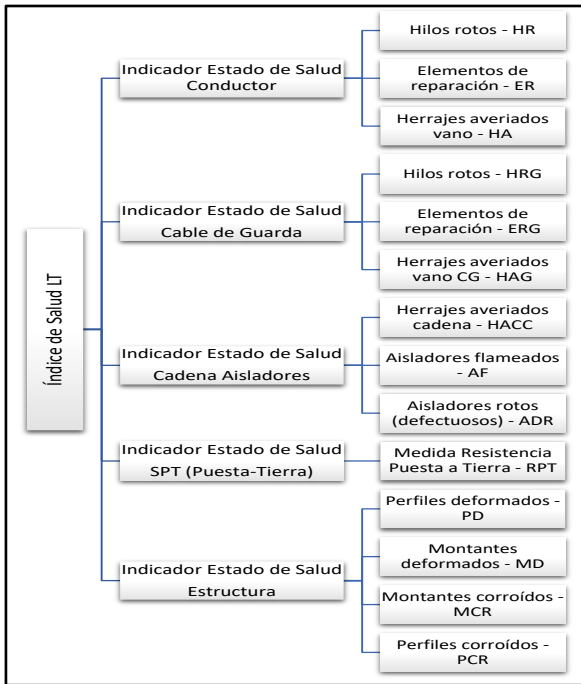 Índice de Salud LT
Indicador Estado de Salud
Conductor
Hilos rotos - HR
Elementos de
reparación - ER
Herrajes averiados
vano - HA
Indicador Estado de Salud
Cable de Guarda
Hilos rotos - HRG
Elementos de
reparación - ERG
Herrajes averiados
vano CG - HAG
Indicador Estado de Salud
Cadena Aisladores
Herrajes averiados
cadena - HACC
Aisladores flameados
- AF
Aisladores rotos
(defectuosos) - ADR
Indicador Estado de Salud
SPT (Puesta-Tierra)
Medida Resistencia
Puesta a Tierra - RPT
Indicador Estado de Salud
Estructura
Perfiles deformados -
PD
Montantes
deformados - MD
Montantes corroídos -
MCR
Perfiles corroídos -
PCR